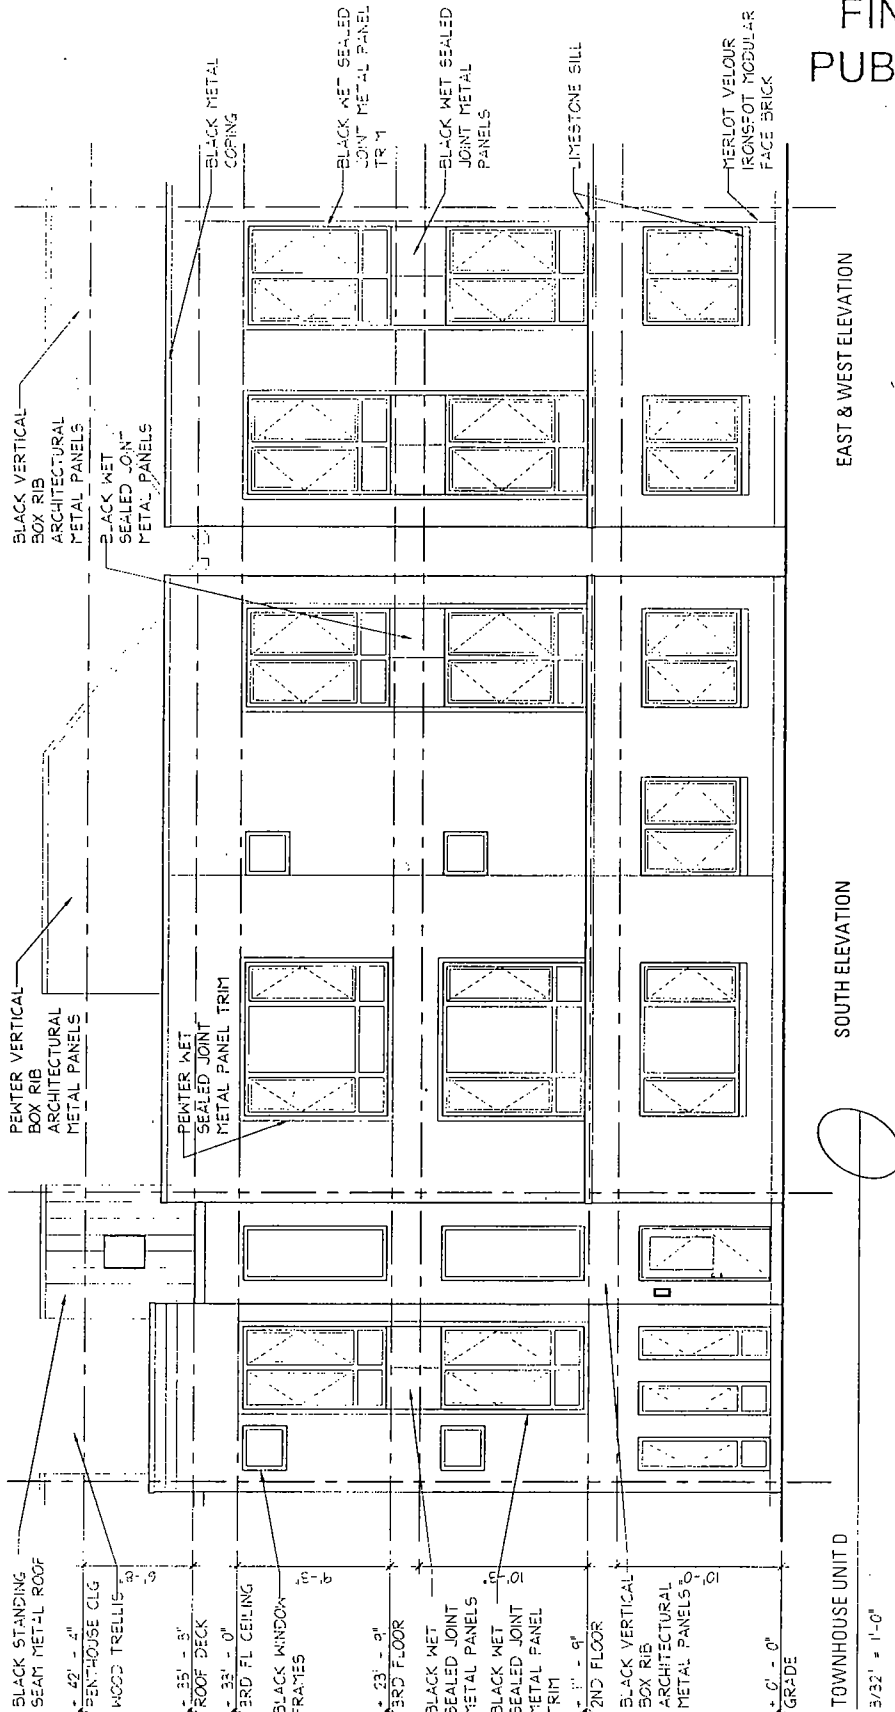 FIN
PUB
BLACK STANDING
SEAM METAL ROOF
+ 42' - 4"
PENTHOUSE CLG
WOOD TRELLIS
+ 35' - 3"
ROOF DECK
+ 33' - 0"
3RD FL CEILING
BLACK WINDOW
FRAMES
+ 23' - 9"
3RD FLOOR
BLACK WET
SEALED JOINT
METAL PANELS
BLACK WET
SEALED JOINT
METAL PANEL
TRIM
2ND FLOOR
BLACK VERTICAL
BOX RIB
ARCHITECTURAL
METAL PANELS
+ 0' - 0"
GRADE
9'-3"
10'-3"
10'-0"
PEWTER VERTICAL
BOX RIB
ARCHITECTURAL
METAL PANELS
PEWTER WET
SEALED JOINT
METAL PANEL TRIM
BLACK VERTICAL
BOX RIB
ARCHITECTURAL
METAL PANELS
BLACK WET
SEALED JOINT
METAL PANELS
BLACK METAL
COPING
BLACK WET SEALED
JOINT METAL PANEL
TRIM
BLACK WET SEALED
JOINT METAL
PANELS
LIMESTONE SILL
MERLOT VELOUR
IRONSPOT MODULAR
FACE BRICK
TOWNHOUSE UNIT D
3/32" = 1'-0"
SOUTH ELEVATION
EAST & WEST ELEVATION